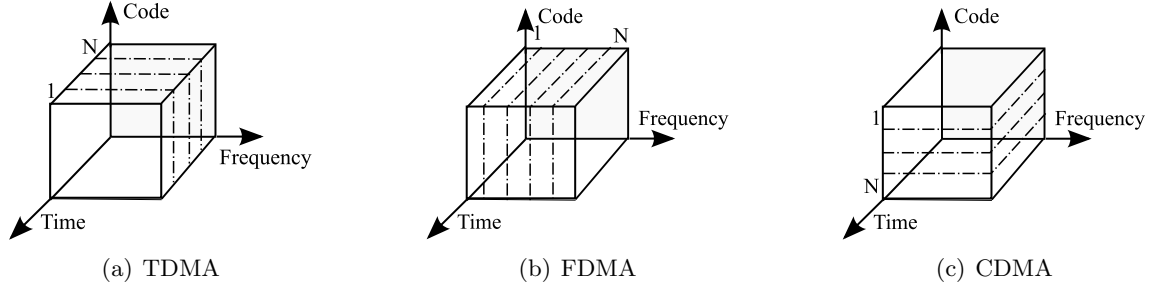 Code
N
1
Frequency
Time
(a) TDMA
Code
1
N
Frequency
Time
(b) FDMA
Code
1
Frequency
N
Time
(c) CDMA